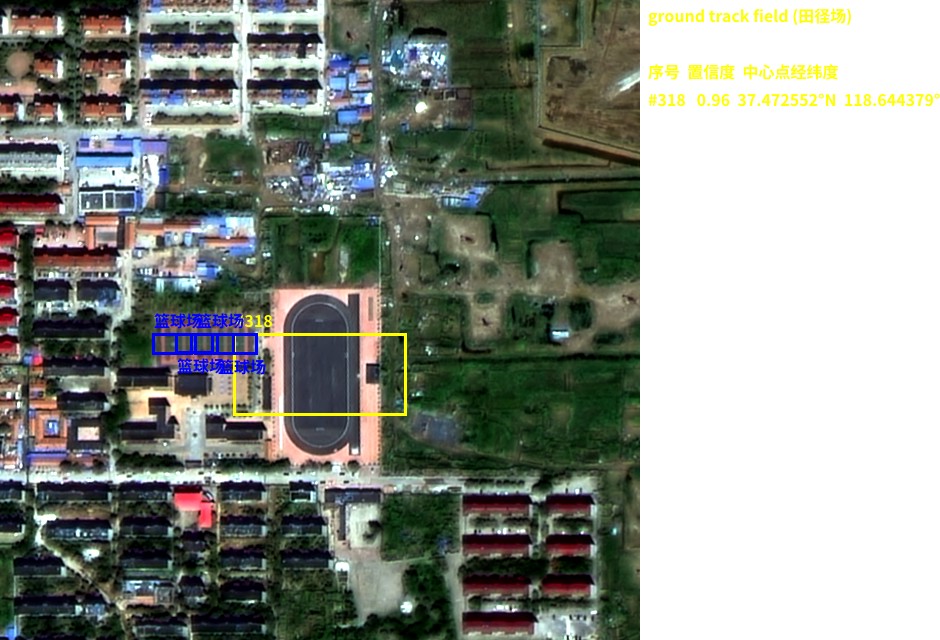 ground track field (田径场)
序号 置信度 中心点经纬度
#318 0.96 37.472552°N 118.644379°
篮球场 篮球场 318
篮球场 篮球场